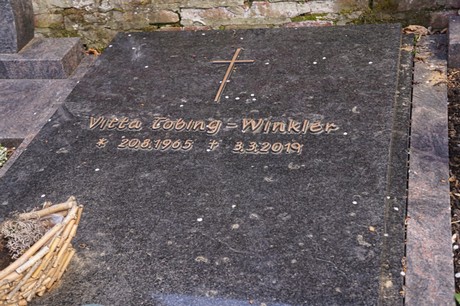 Vitta Tobing-Winkler
* 20.8.1965 † 3.3.2019